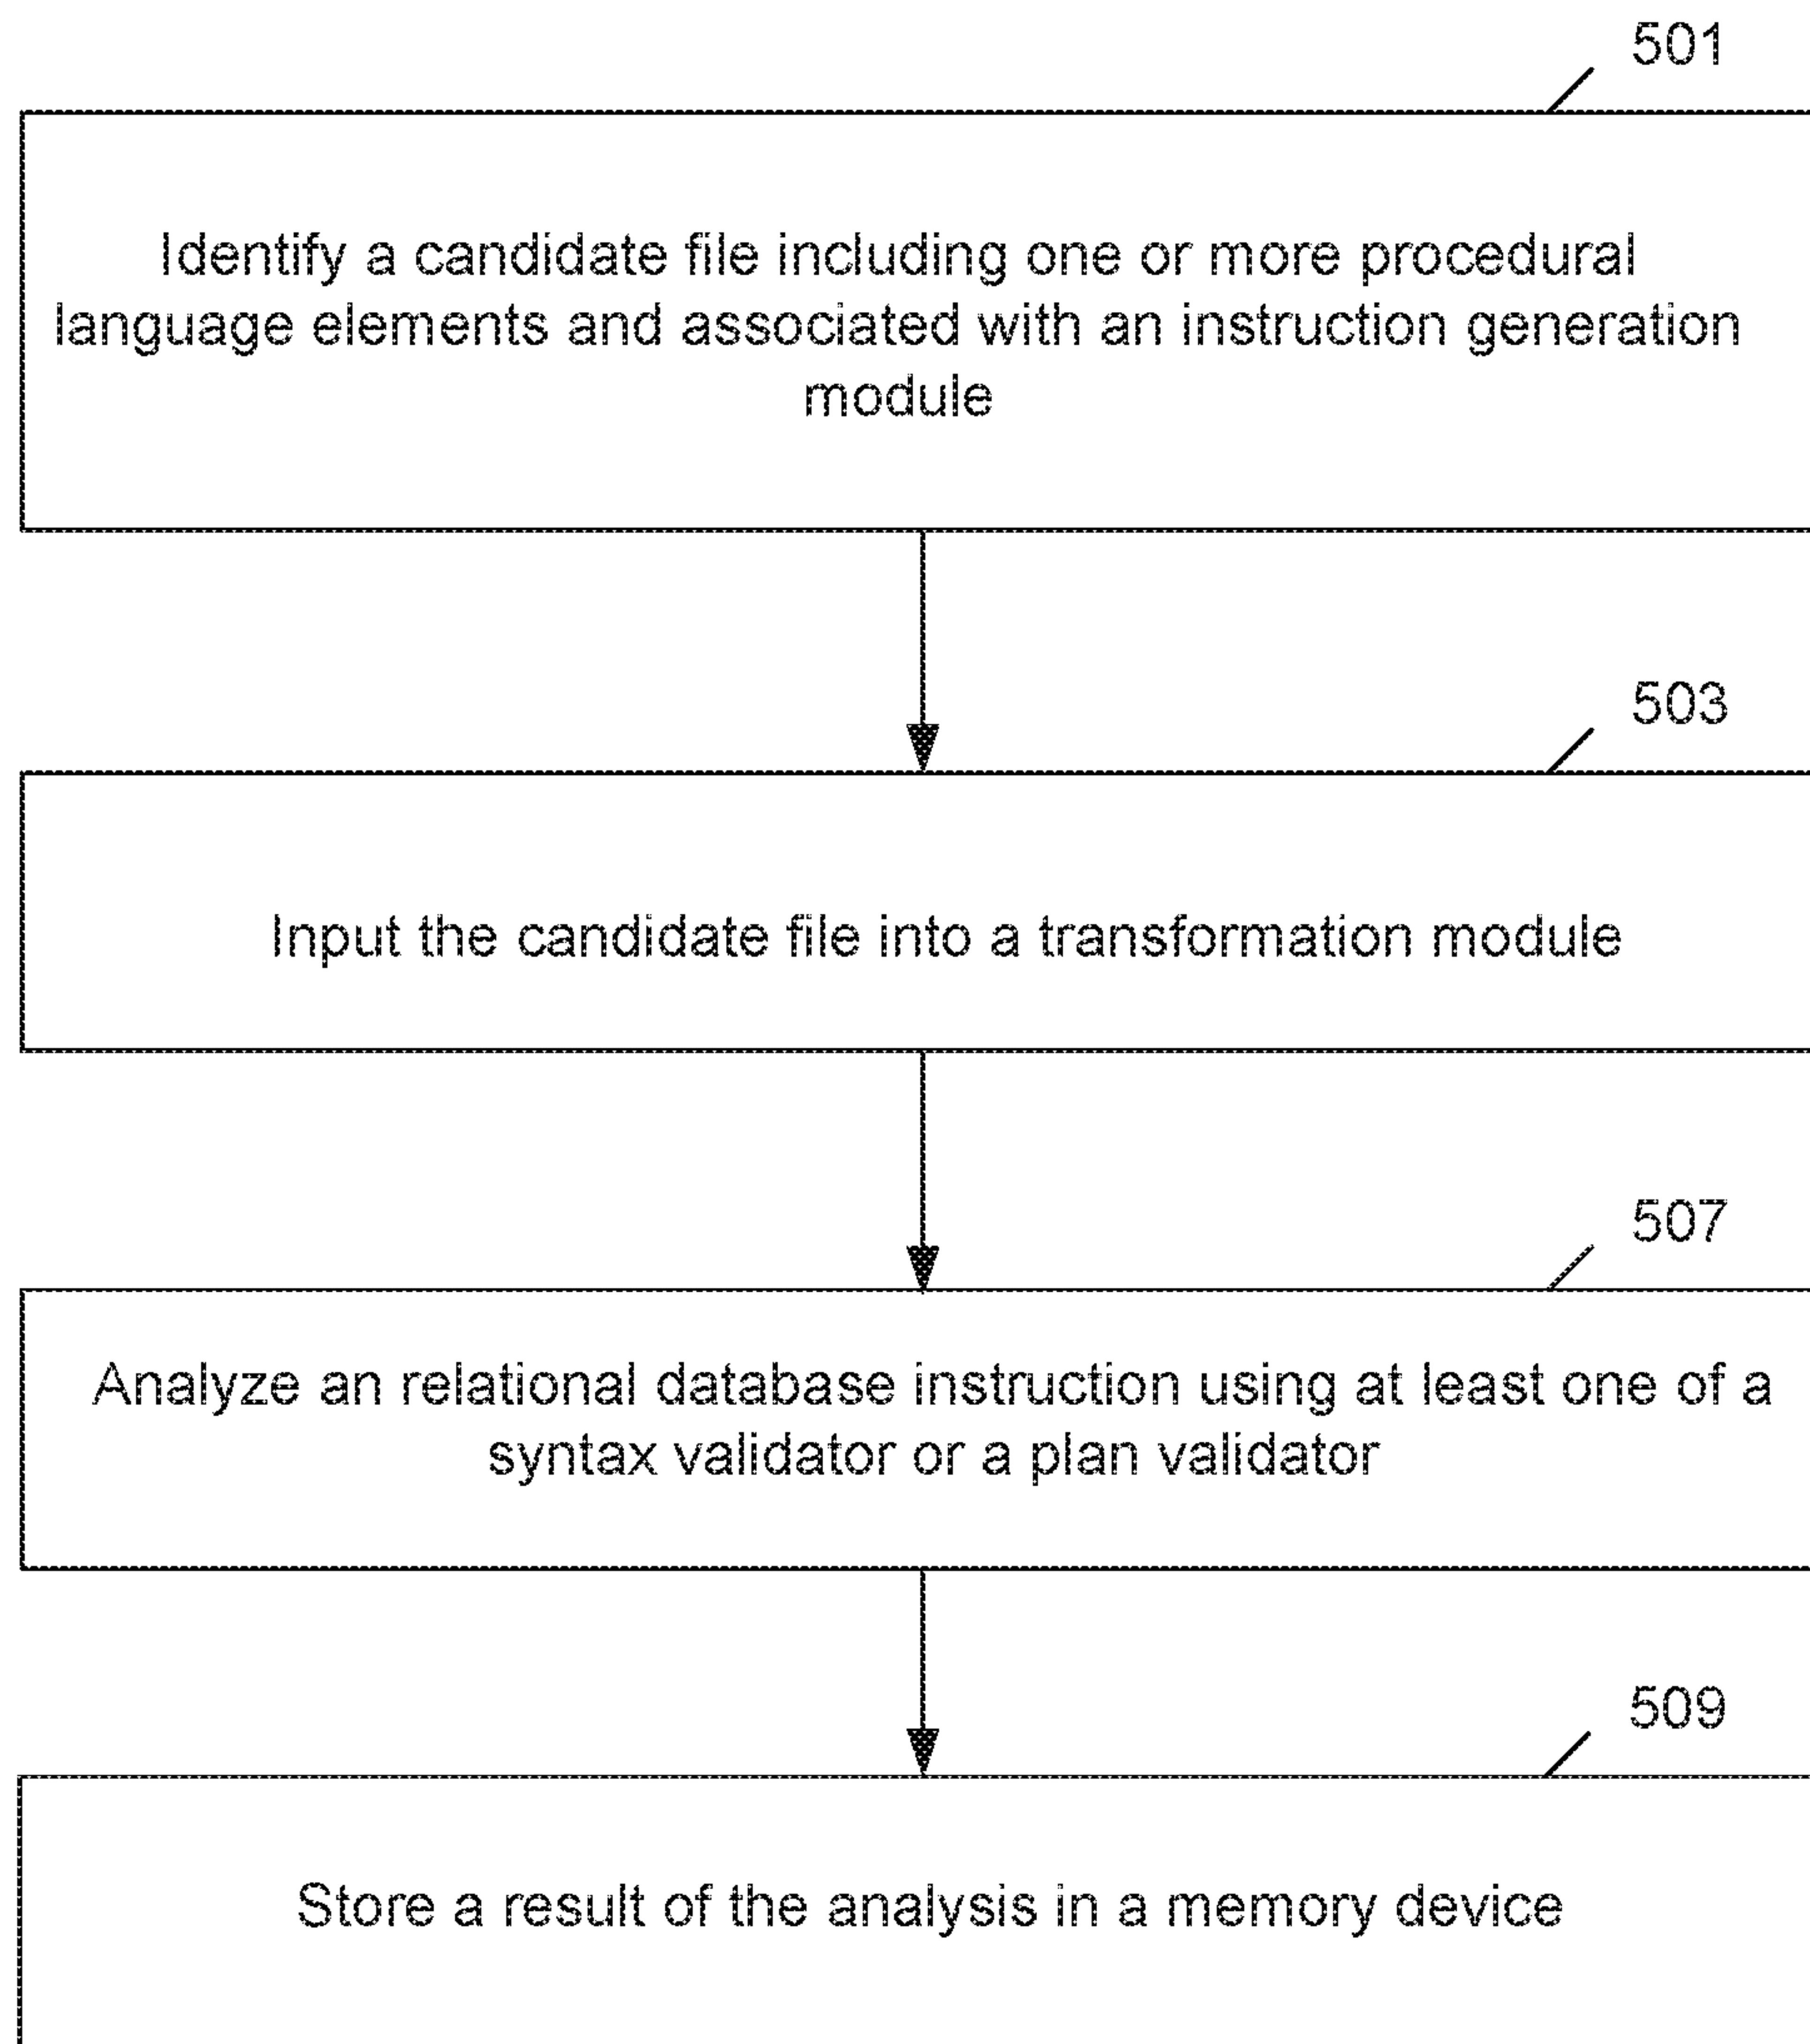 501
Identify a candidate file including one or more procedural
language elements and associated with an instruction generation
module
503
Input the candidate file into a transformation module
507
Analyze an relational database instruction using at least one of a
syntax validator or a plan validator
509
Store a result of the analysis in a memory device